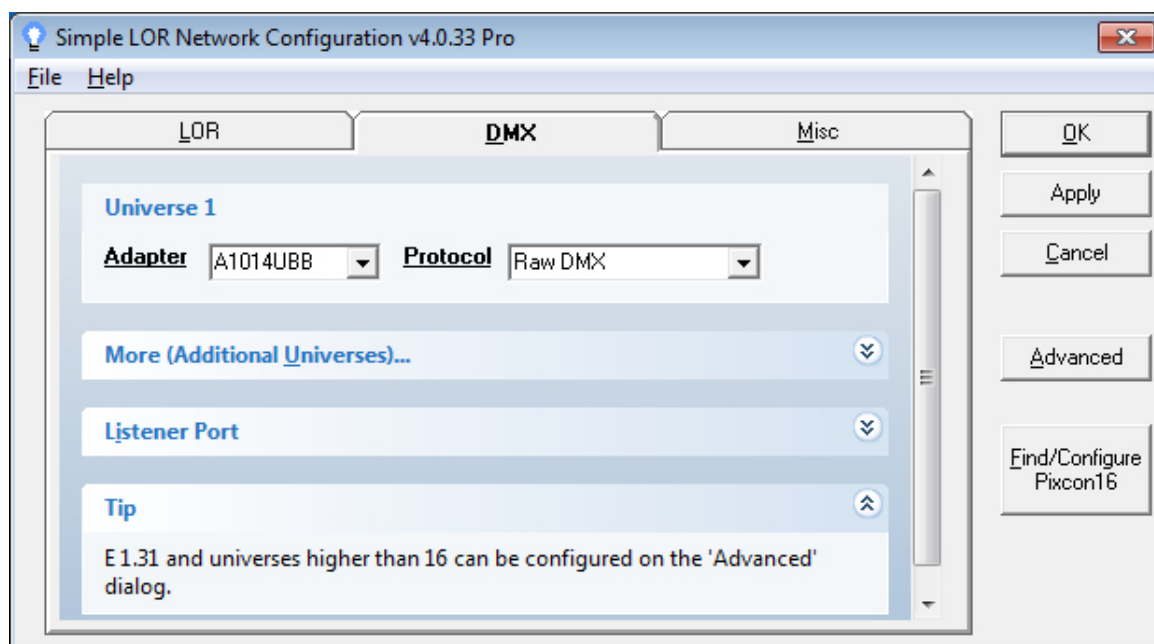 Simple LOR Network Configuration v4.0.33 Pro
File Help
LOR DMX Misc
Universe 1
Adapter A1014UBB Protocol Raw DMX
More (Additional Universes)...
Listener Port
Tip
E 1.31 and universes higher than 16 can be configured on the 'Advanced'
dialog.
OK
Apply
Cancel
Advanced
Find/Configure
Pixcon16